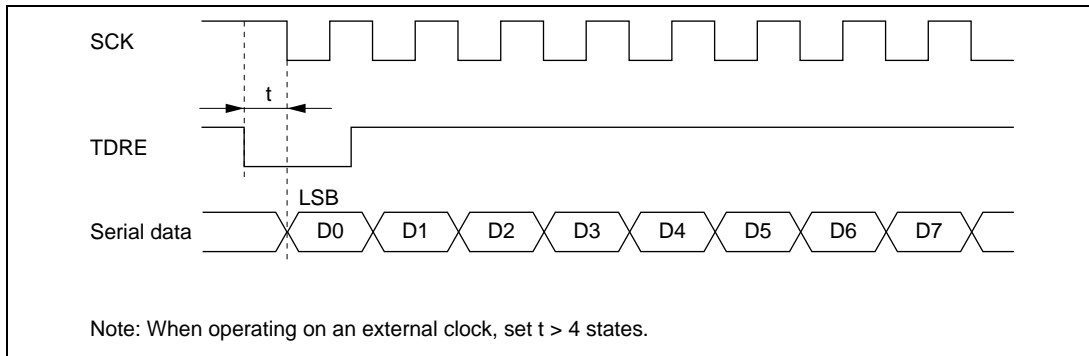 SCK
t
TDRE
LSB
Serial data D0 D1 D2 D3 D4 D5 D6 D7
Note: When operating on an external clock, set t > 4 states.